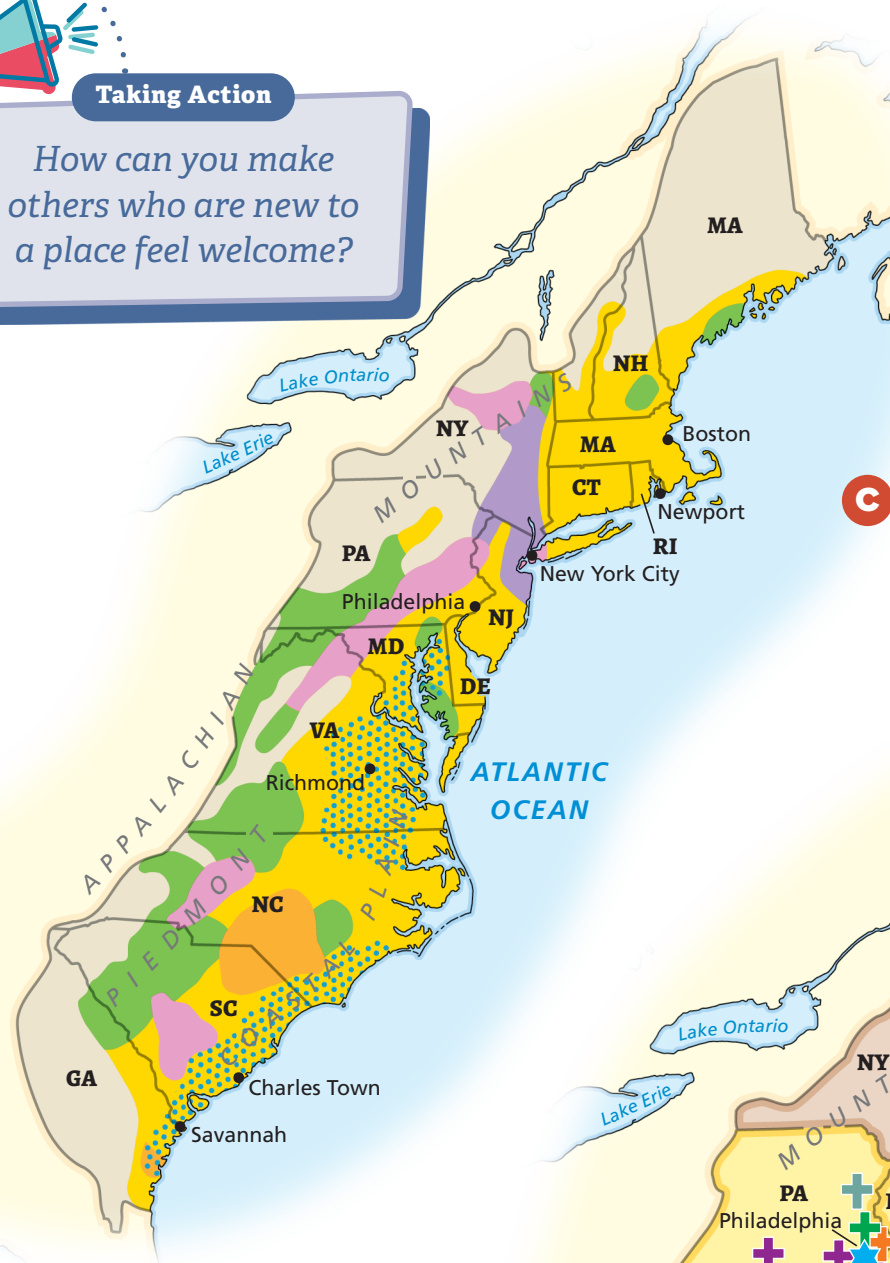 Taking Action
How can you make
others who are new to
a place feel welcome?
MA
Lake Ontario
NH
NY
MOUNTAINS
Lake Erie
MA
Boston
CT
C
Newport
RI
PA
New York City
Philadelphia
NJ
MD
DE
APPALACHIAN
VA
ATLANTIC
OCEAN
Richmond
PIEDMONT
COASTAL PLAIN
NC
SC
GA
Charles Town
Savannah
Lake Ontario
NY
Lake Erie
MOUNT
PA
Philadelphia